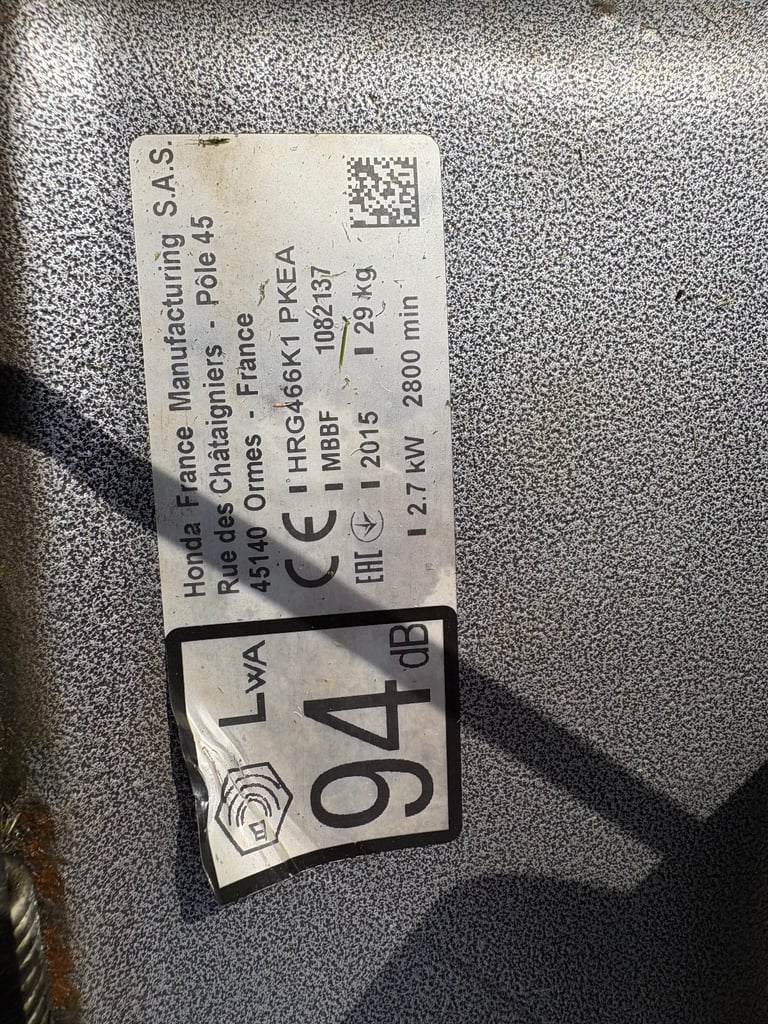 Honda France Manufacturing S.A.S.
Rue des Châtaigniers - Pôle 45
45140 Ormes - France
CE HRG466K1 PKEA
MBBF 1082137
EAC 2015 29 kg
2.7 kW 2800 min
LWA
94
dB